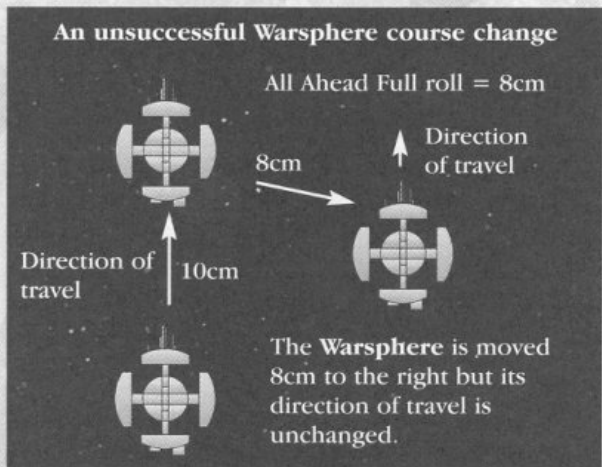 An unsuccessful Warsphere course change
All Ahead Full roll = 8cm
Direction
of travel
8cm
Direction of
travel
10cm
The Warsphere is moved
8cm to the right but its
direction of travel is
unchanged.